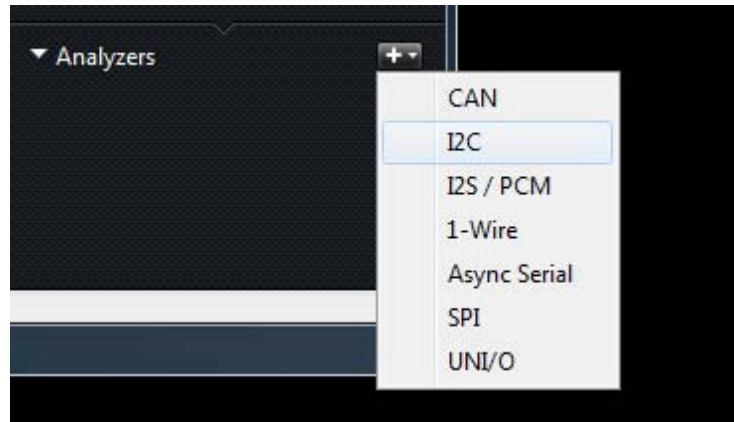 Analyzers
CAN
I2C
I2S / PCM
1-Wire
Async Serial
SPI
UNI/O